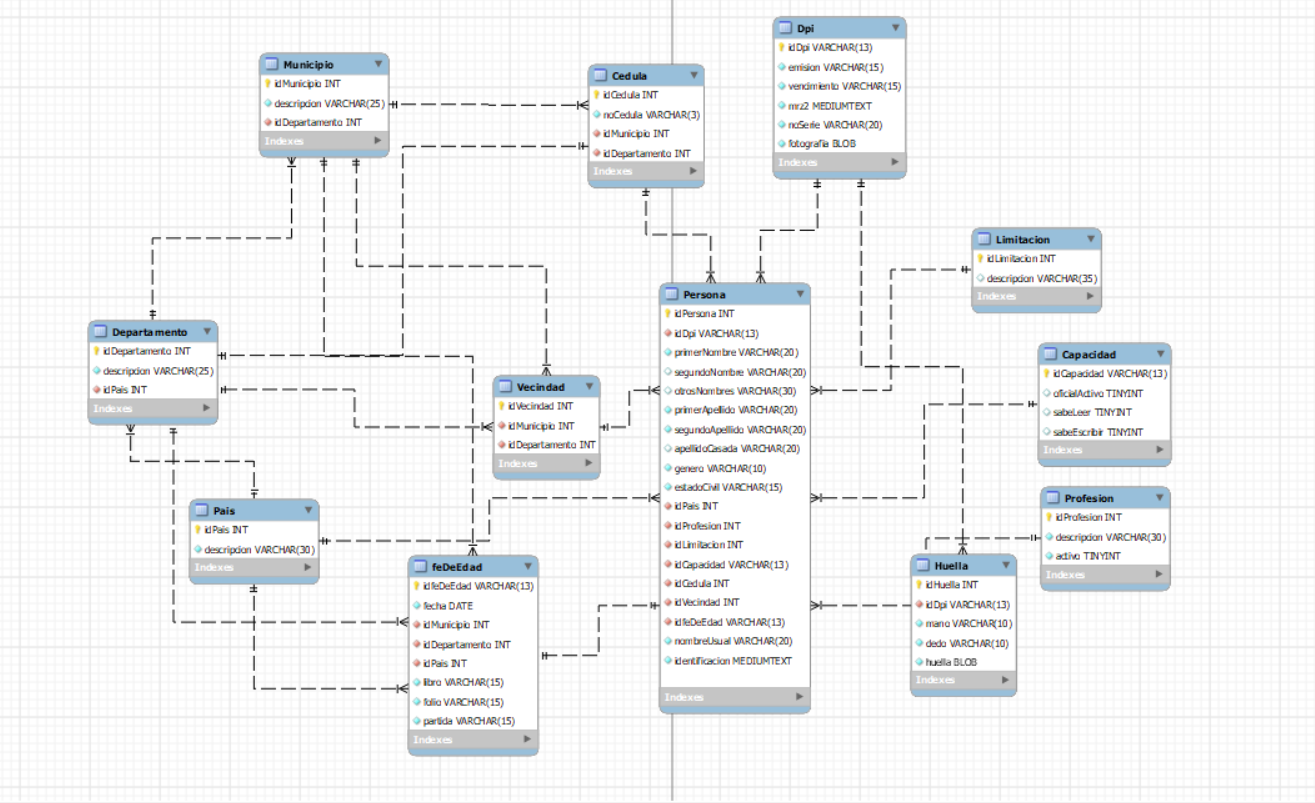 Municipio
idMunicipio INT
descripcion VARCHAR(25)
idDepartamento INT
Indexes
Cedula
idCedula INT
noCedula VARCHAR(3)
idMunicipio INT
idDepartamento INT
Indexes
Dpi
idDpi VARCHAR(13)
emision VARCHAR(15)
vencimiento VARCHAR(15)
mrz2 MEDIUMTEXT
noSerie VARCHAR(20)
fotografia BLOB
Indexes
Limitacion
idLimitacion INT
descripcion VARCHAR(35)
Indexes
Departamento
idDepartamento INT
descripcion VARCHAR(25)
idPais INT
Indexes
Vecindad
idVecindad INT
idMunicipio INT
idDepartamento INT
Indexes
Persona
idPersona INT
idDpi VARCHAR(13)
primerNombre VARCHAR(20)
segundoNombre VARCHAR(20)
otrosNombres VARCHAR(30)
primerApellido VARCHAR(20)
segundoApellido VARCHAR(20)
apellidoCasada VARCHAR(20)
genero VARCHAR(10)
estadoCivil VARCHAR(15)
idPais INT
idProfesion INT
idLimitacion INT
idCapacidad VARCHAR(13)
idCedula INT
idVecindad INT
idfeDeEdad VARCHAR(13)
nombreUsual VARCHAR(20)
identificacion MEDIUMTEXT
Indexes
Capacidad
idCapacidad VARCHAR(13)
oficialActivo TINYINT
sabeLeer TINYINT
sabeEscribir TINYINT
Indexes
Profesion
idProfesion INT
descripcion VARCHAR(30)
activo TINYINT
Indexes
Pais
idPais INT
descripcion VARCHAR(30)
Indexes
feDeEdad
idfeDeEdad VARCHAR(13)
fecha DATE
idMunicipio INT
idDepartamento INT
idPais INT
libro VARCHAR(15)
folio VARCHAR(15)
partida VARCHAR(15)
Indexes
Huella
idHuella INT
idDpi VARCHAR(13)
mano VARCHAR(10)
dedo VARCHAR(10)
huella BLOB
Indexes